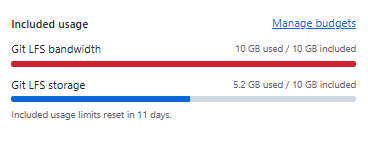 Included usage
Manage budgets
Git LFS bandwidth
10 GB used / 10 GB included
Git LFS storage
5.2 GB used / 10 GB included
Included usage limits reset in 11 days.